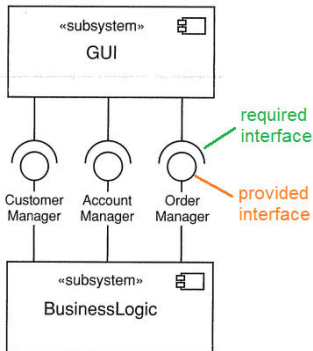 «subsystem»
GUI
required
interface
Customer
Manager
Account
Manager
Order
Manager
provided
interface
«subsystem»
BusinessLogic